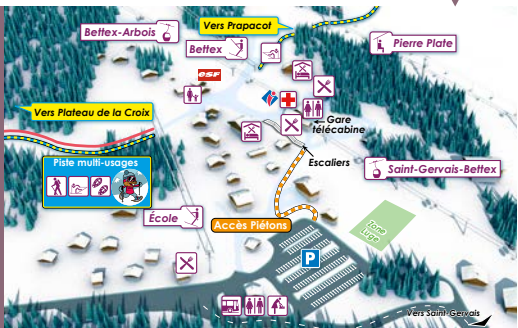 Vers Prapacot
Bettex-Arbois
Bettex
Pierre Plate
esf
Vers Plateau de la Croix
Gare
télécabine
Escaliers
Piste multi-usages
Saint-Gervais-Bettex
École
Accès Piétons
Zone
Luge
P
Vers Saint-Gervais